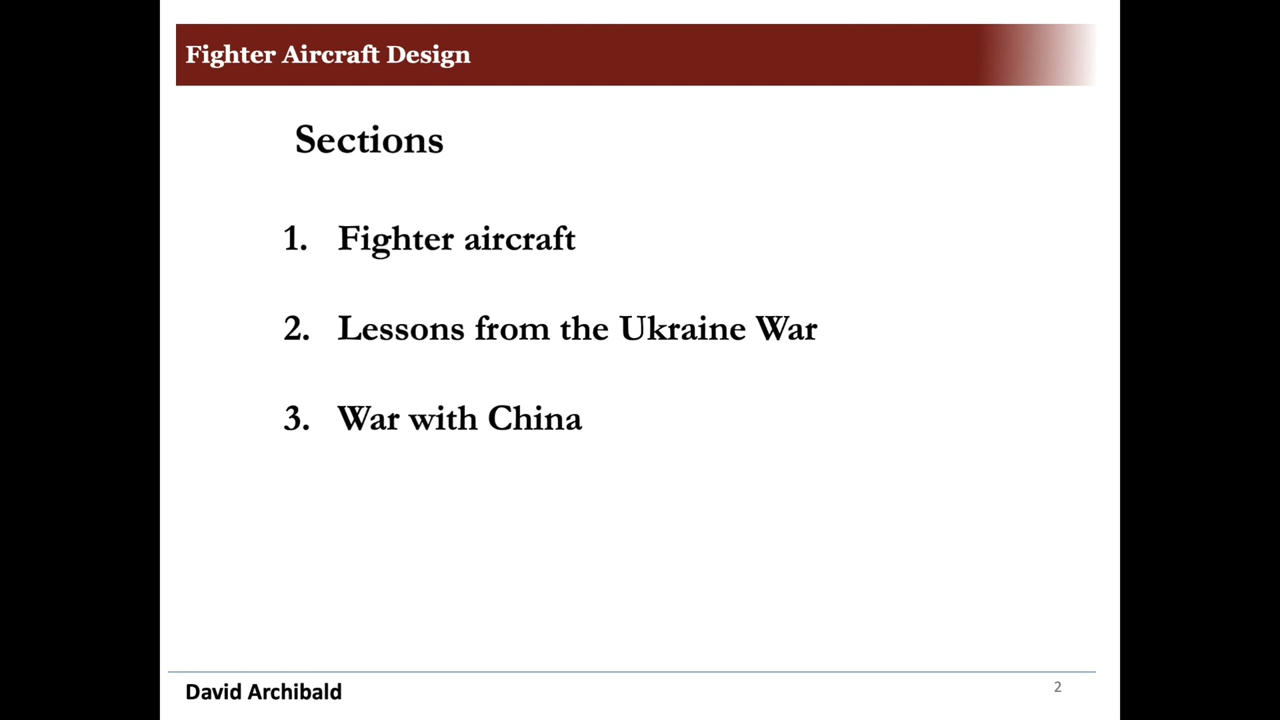 Fighter Aircraft Design
Sections
1. Fighter aircraft
2. Lessons from the Ukraine War
3. War with China
David Archibald
2